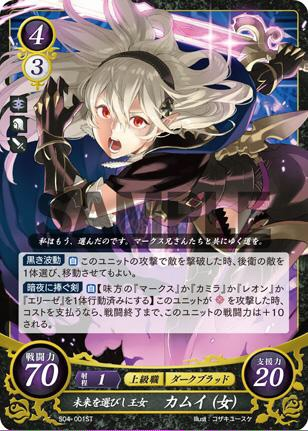 4
3
SAMPLE
私はもう、選んだのです。マークス兄さんたちと共にゆく道を。
黒き波動 自 このユニットの攻撃で敵を撃破した時、後衛の敵を
1体選び、移動させてもよい。
暗夜に捧ぐ剣 自 【味方の『マークス』か『カミラ』か『レオン』か
『エリーゼ』を1体行動済みにする】このユニットが を攻撃した時、
コストを支払うなら、戦闘終了まで、このユニットの戦闘力は+10
される。
戦闘力
70
射程 1 上級職 ダークブラッド
支援力
20
未来を選びし王女 カムイ(女)
S04-001ST
Illust:コザキユースケ